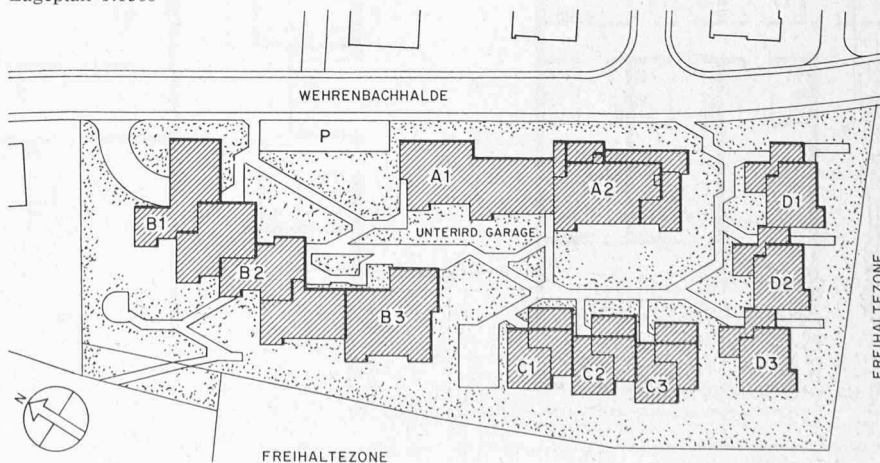 WEHRENBACHHALDE
P
A1
A2
B1
D1
UNTERIRD. GARAGE
B2
D2
B3
C1
C2
C3
D3
FREIHALTEZONE
N
FREIHALTEZONE